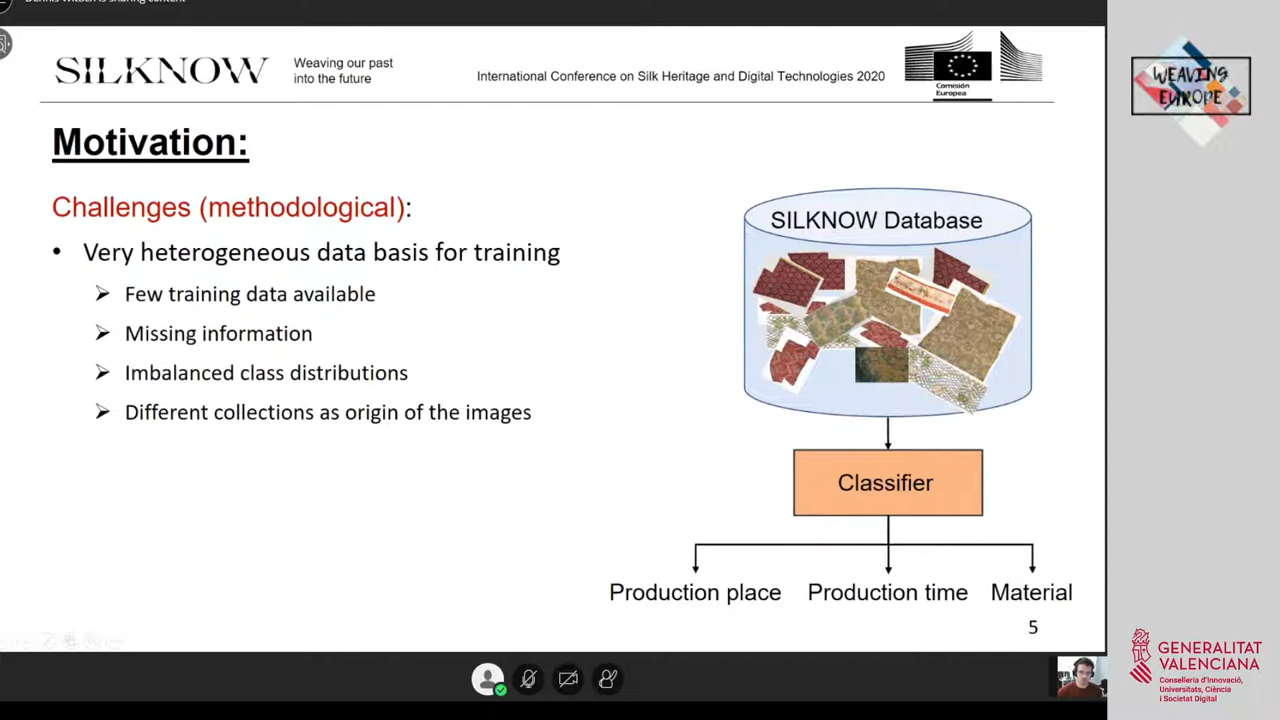 SILKNOW
Weaving our past
into the future
International Conference on Silk Heritage and Digital Technologies 2020
Comisión
Europea
WEAVING
EUROPE
Motivation:
Challenges (methodological):
• Very heterogeneous data basis for training
➢ Few training data available
➢ Missing information
➢ Imbalanced class distributions
➢ Different collections as origin of the images
SILKNOW Database
Classifier
Production place
Production time
Material
5
GENERALITAT
VALENCIANA
Conselleria d'Innovació,
Universitats, Ciència
i Societat Digital